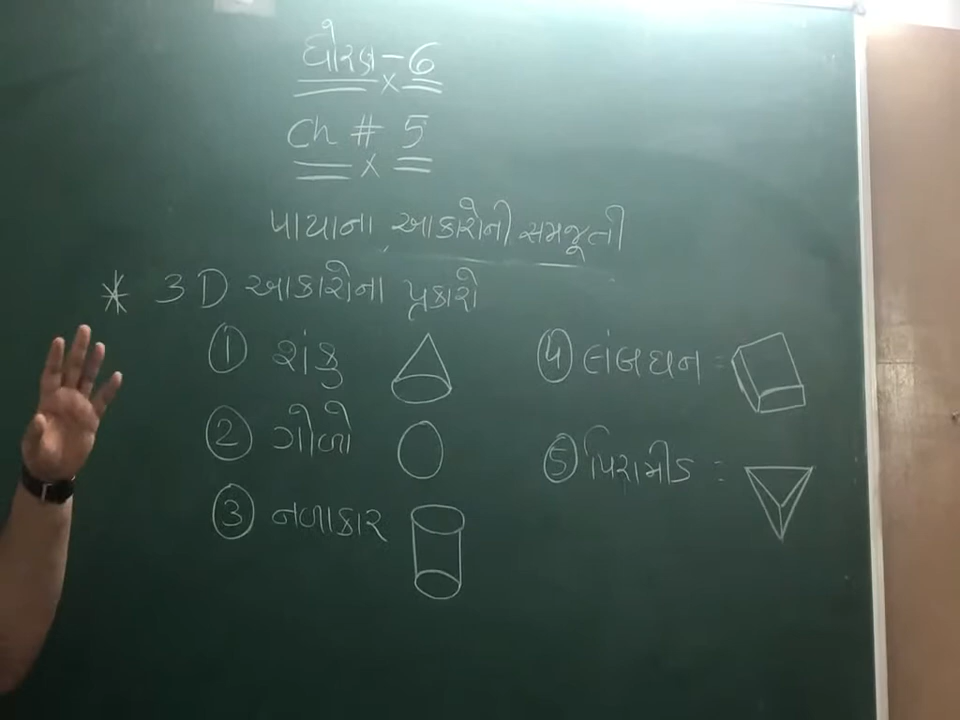 ધોરણ - 6
Ch # 5
પાયાના આકારોની સમજૂતી
* 3D આકારોના પ્રકારો
① શંકુ
② ગોળો
③ નળાકાર
④ લંબઘન =
⑤ પિરામીડ =